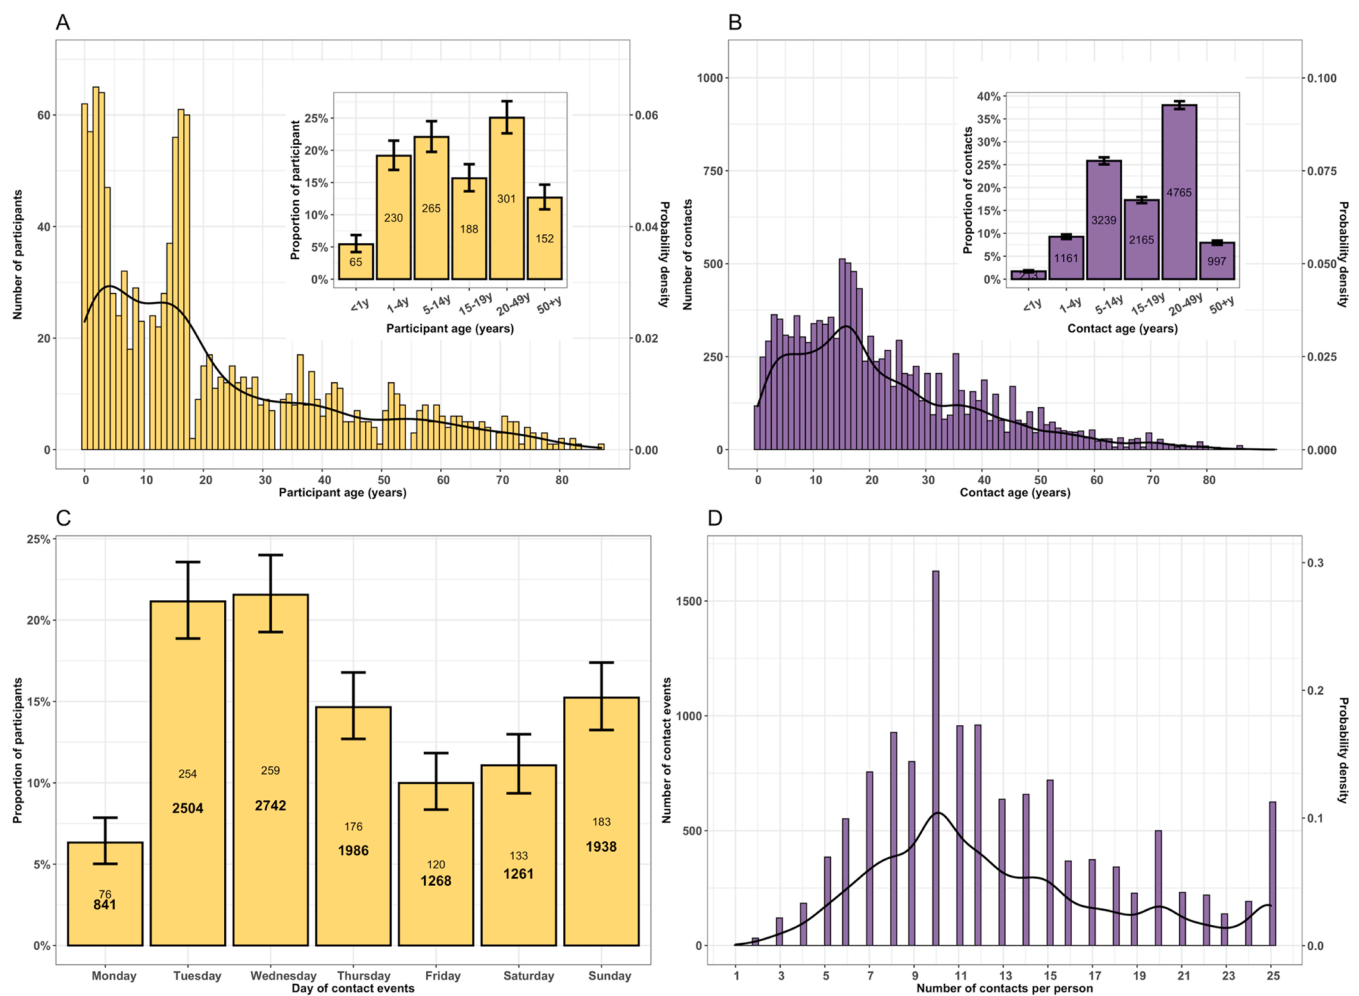 A
Number of participants
60
40
20
0
0 10 20 30 40 50 60 70 80
Participant age (years)
0.06
0.04
0.02
0.00
Probability density
Proportion of participant
25%
20%
15%
10%
5%
0%
65 230 265 188 301 152
<1y 1-4y 5-14y 15-19y 20-49y 50+y
Participant age (years)
B
Number of contacts
1000
750
500
250
0
0 10 20 30 40 50 60 70 80
Contact age (years)
0.100
0.075
0.050
0.025
0.000
Probability density
Proportion of contacts
40%
35%
30%
25%
20%
15%
10%
5%
0%
1161 3239 2165 4765 997
<1y 1-4y 5-14y 15-19y 20-49y 50+y
Contact age (years)
C
Proportion of participants
25%
20%
15%
10%
5%
0%
76 254 259 176 120 133 183
841 2504 2742 1986 1268 1261 1938
Monday Tuesday Wednesday Thursday Friday Saturday Sunday
Day of contact events
D
Number of contact events
1500
1000
500
0
1 3 5 7 9 11 13 15 17 19 21 23 25
Number of contacts per person
0.3
0.2
0.1
0.0
Probability density